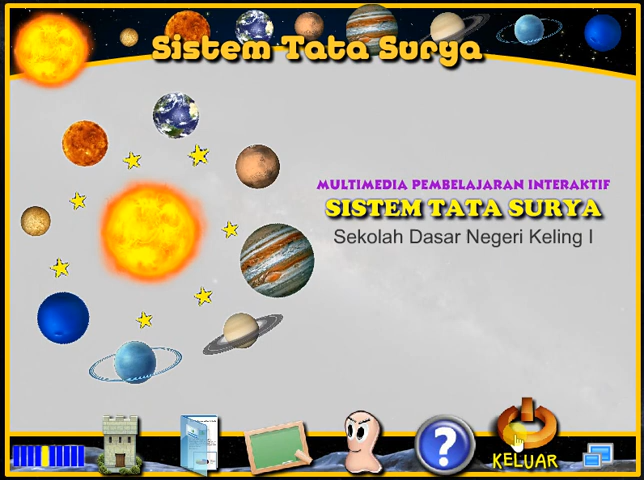 Sistem Tata Surya
MULTIMEDIA PEMBELAJARAN INTERAKTIF
SISTEM TATA SURYA
Sekolah Dasar Negeri Keling I
?
KELUAR